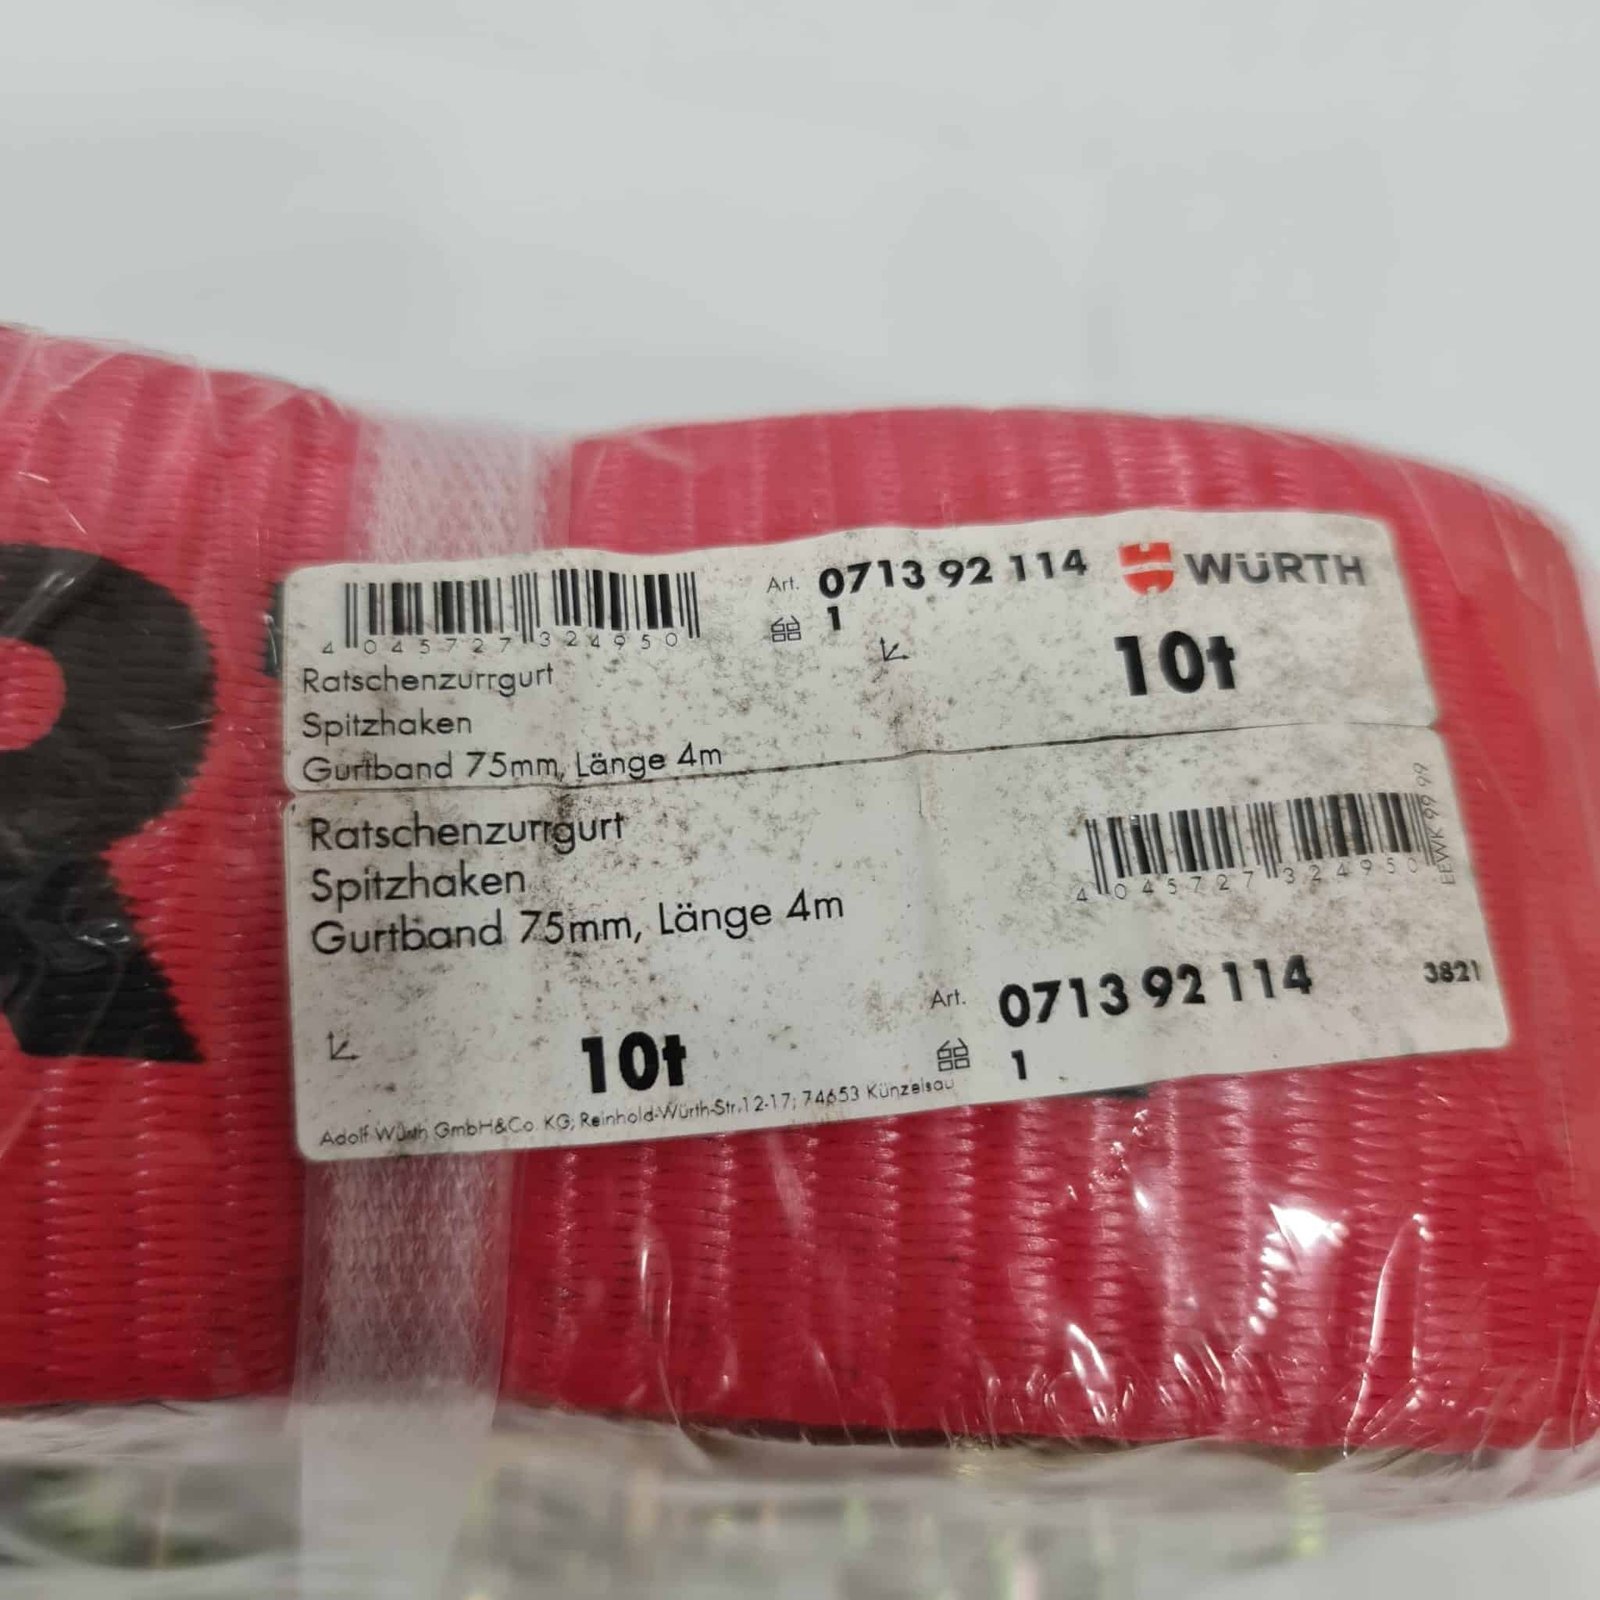 R
Art. 0713 92 114 WÜRTH
4 045727 324950
1
10t
Ratschenzurrgurt
Spitzhaken
Gurtband 75mm, Länge 4m
Ratschenzurrgurt
Spitzhaken
Gurtband 75mm, Länge 4m
4 045727 324950
EEWK 99 99
Art. 0713 92 114
3821
10t
1
Adolf Würth GmbH&Co. KG; Reinhold-Würth-Str.12-17; 74653 Künzelsau